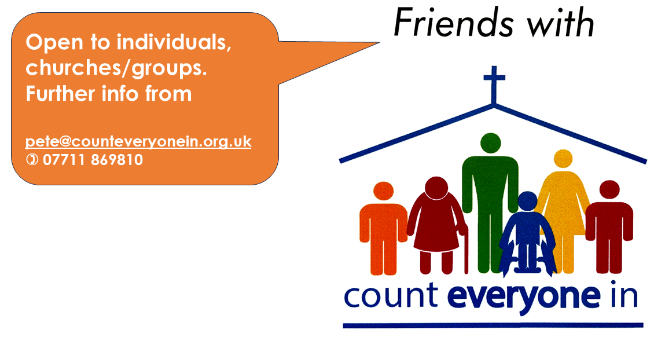 Open to individuals,
churches/groups.
Further info from
pete@counteveryonein.org.uk
✆ 07711 869810
Friends with
count everyone in